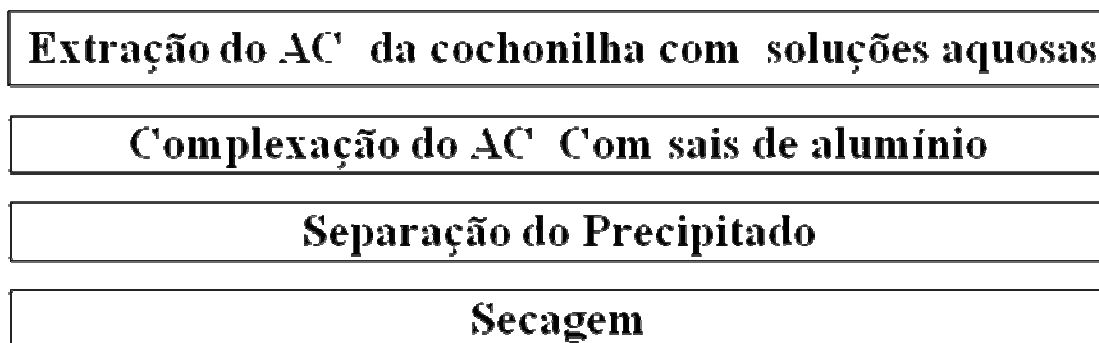 Extração do AC da cochonilha com soluções aquosas
Complexação do AC Com sais de alumínio
Separação do Precipitado
Secagem